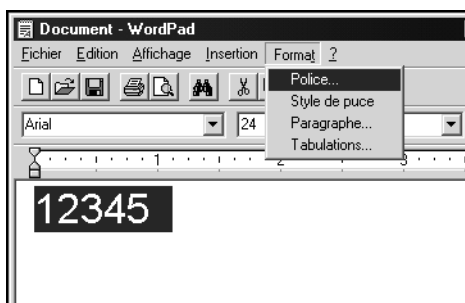 Document - WordPad
Fichier Edition Affichage Insertion Format ?
Police...
Style de puce
Arial 24 Paragraphe...
Tabulations...
1 2 3
12345